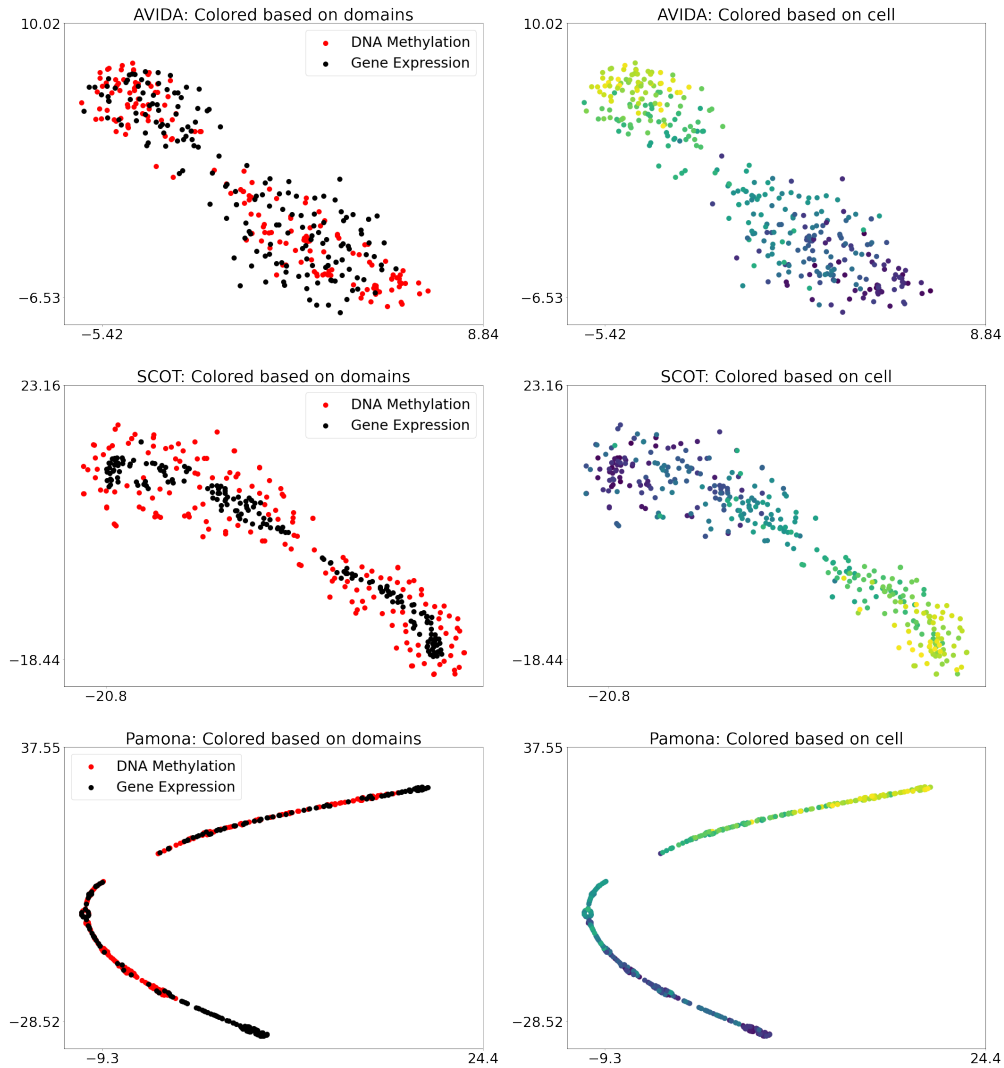 AVIDA: Colored based on domains
AVIDA: Colored based on cell
10.02
DNA Methylation
Gene Expression
10.02
−6.53
−6.53
−5.42
8.84
−5.42
8.84
SCOT: Colored based on domains
SCOT: Colored based on cell
23.16
DNA Methylation
Gene Expression
23.16
−18.44
−18.44
−20.8
−20.8
Pamona: Colored based on domains
Pamona: Colored based on cell
37.55
DNA Methylation
Gene Expression
37.55
−28.52
−28.52
−9.3
24.4
−9.3
24.4